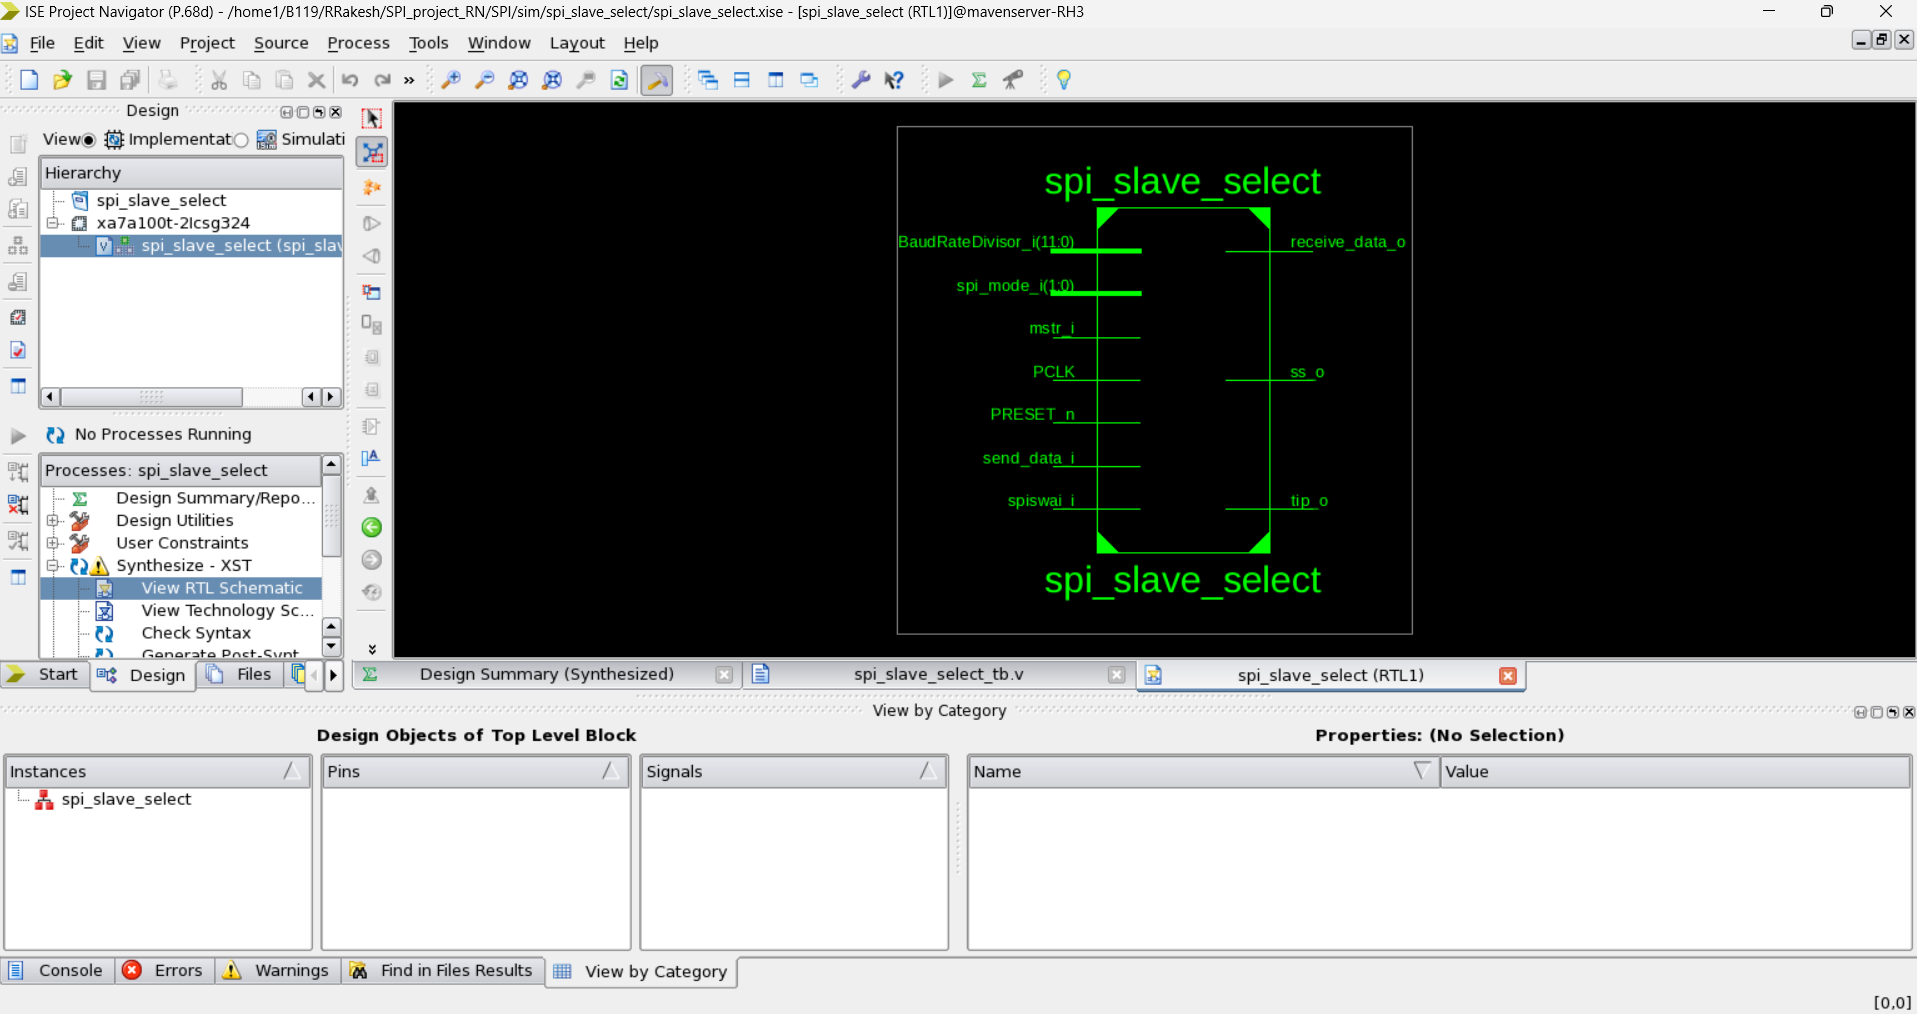 ISE Project Navigator (P.68d) - /home1/B119/RRakesh/SPI_project_RN/SPI/sim/spi_slave_select/spi_slave_select.xise - [spi_slave_select (RTL1)]@mavenserver-RH3
File Edit View Project Source Process Tools Window Layout Help
Design
View Implementat Simulati
Hierarchy
spi_slave_select
xa7a100t-2lcsg324
spi_slave_select (spi_slav
No Processes Running
Processes: spi_slave_select
Design Summary/Repo...
Design Utilities
User Constraints
Synthesize - XST
View RTL Schematic
View Technology Sc...
Check Syntax
Generate Post-Synt
Start Design Files
spi_slave_select
BaudRateDivisor_i(11:0) receive_data_o
spi_mode_i(1:0)
mstr_i
PCLK ss_o
PRESET_n
send_data_i
spiswai_i tip_o
spi_slave_select
Design Summary (Synthesized) spi_slave_select_tb.v spi_slave_select (RTL1)
View by Category
Design Objects of Top Level Block Properties: (No Selection)
Instances Pins Signals Name Value
spi_slave_select
Console Errors Warnings Find in Files Results View by Category
[0,0]